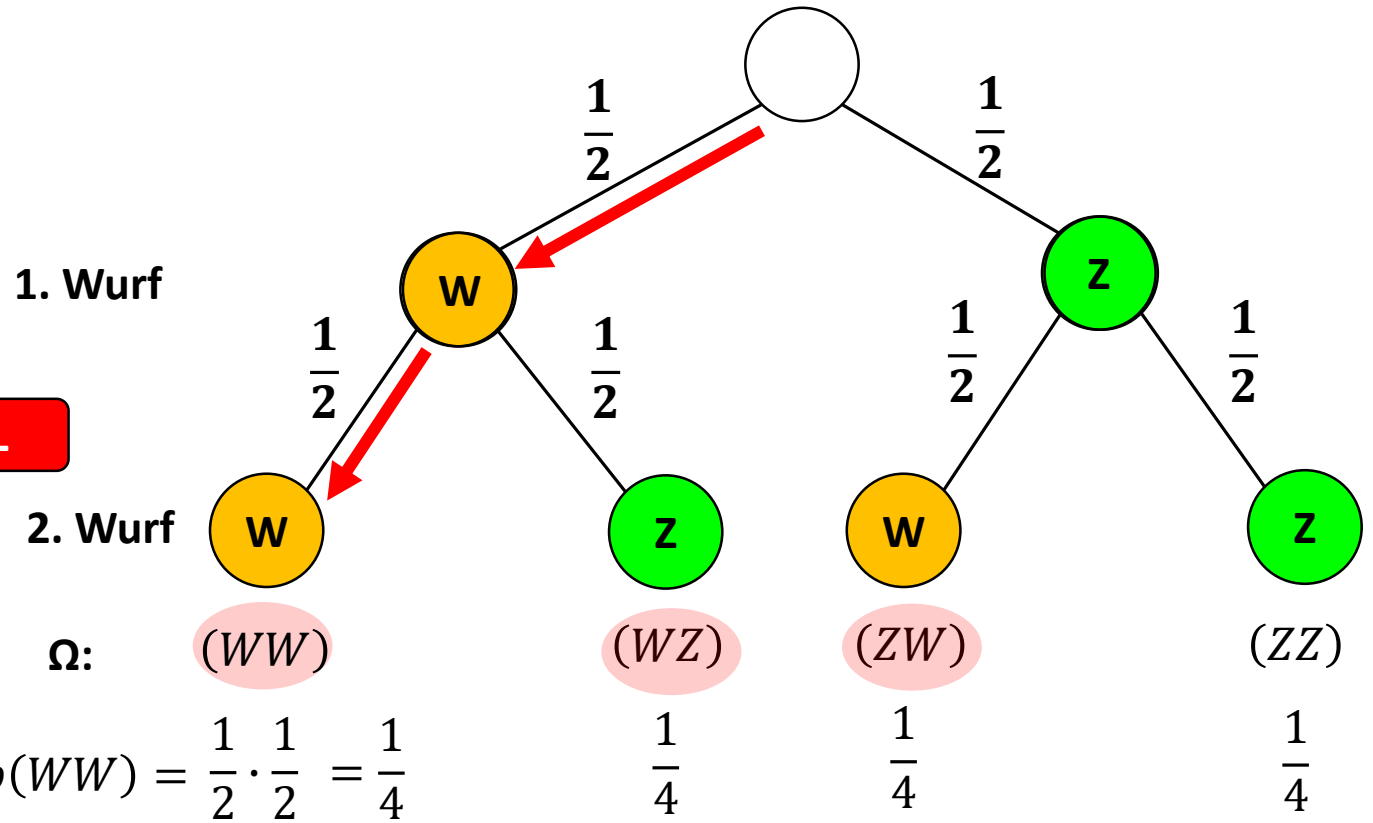 1/2 1/2
1. Wurf W Z
1/2 1/2 1/2 1/2
2. Wurf W Z W Z
Ω: (WW) (WZ) (ZW) (ZZ)
(WW) = 1/2 · 1/2 = 1/4 1/4 1/4 1/4